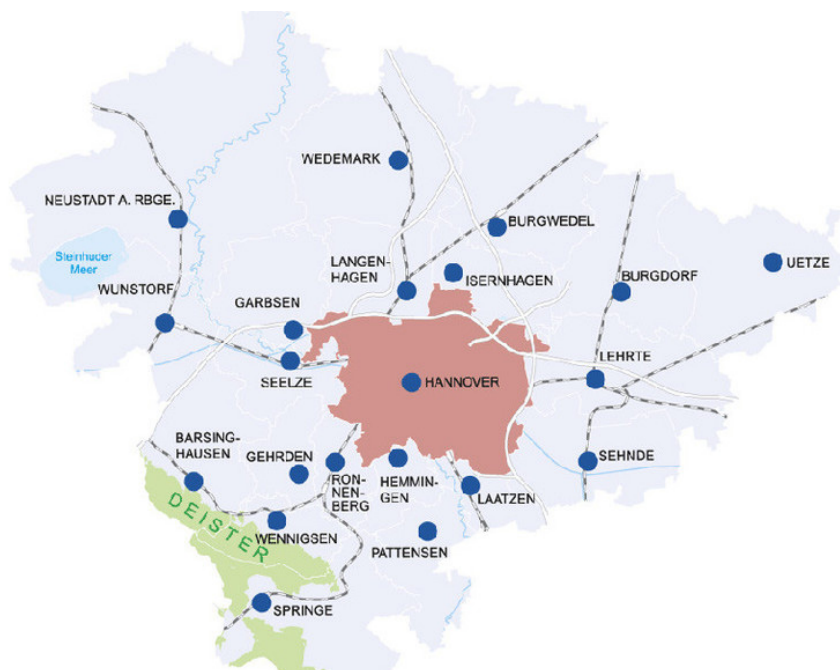 WEDEMARK
NEUSTADT A. RBGE.
BURGWEDEL
Steinhuder
Meer
LANGEN-
HAGEN
ISERNHAGEN
UETZE
BURGDORF
WUNSTORF
GARBSEN
LEHRTE
SEELZE
HANNOVER
BARSING-
HAUSEN
GEHRDEN
RON-
NEN-
BERG
HEMMIN-
GEN
SEHNDE
LAATZEN
DEISTER
WENNIGSEN
PATTENSEN
SPRINGE